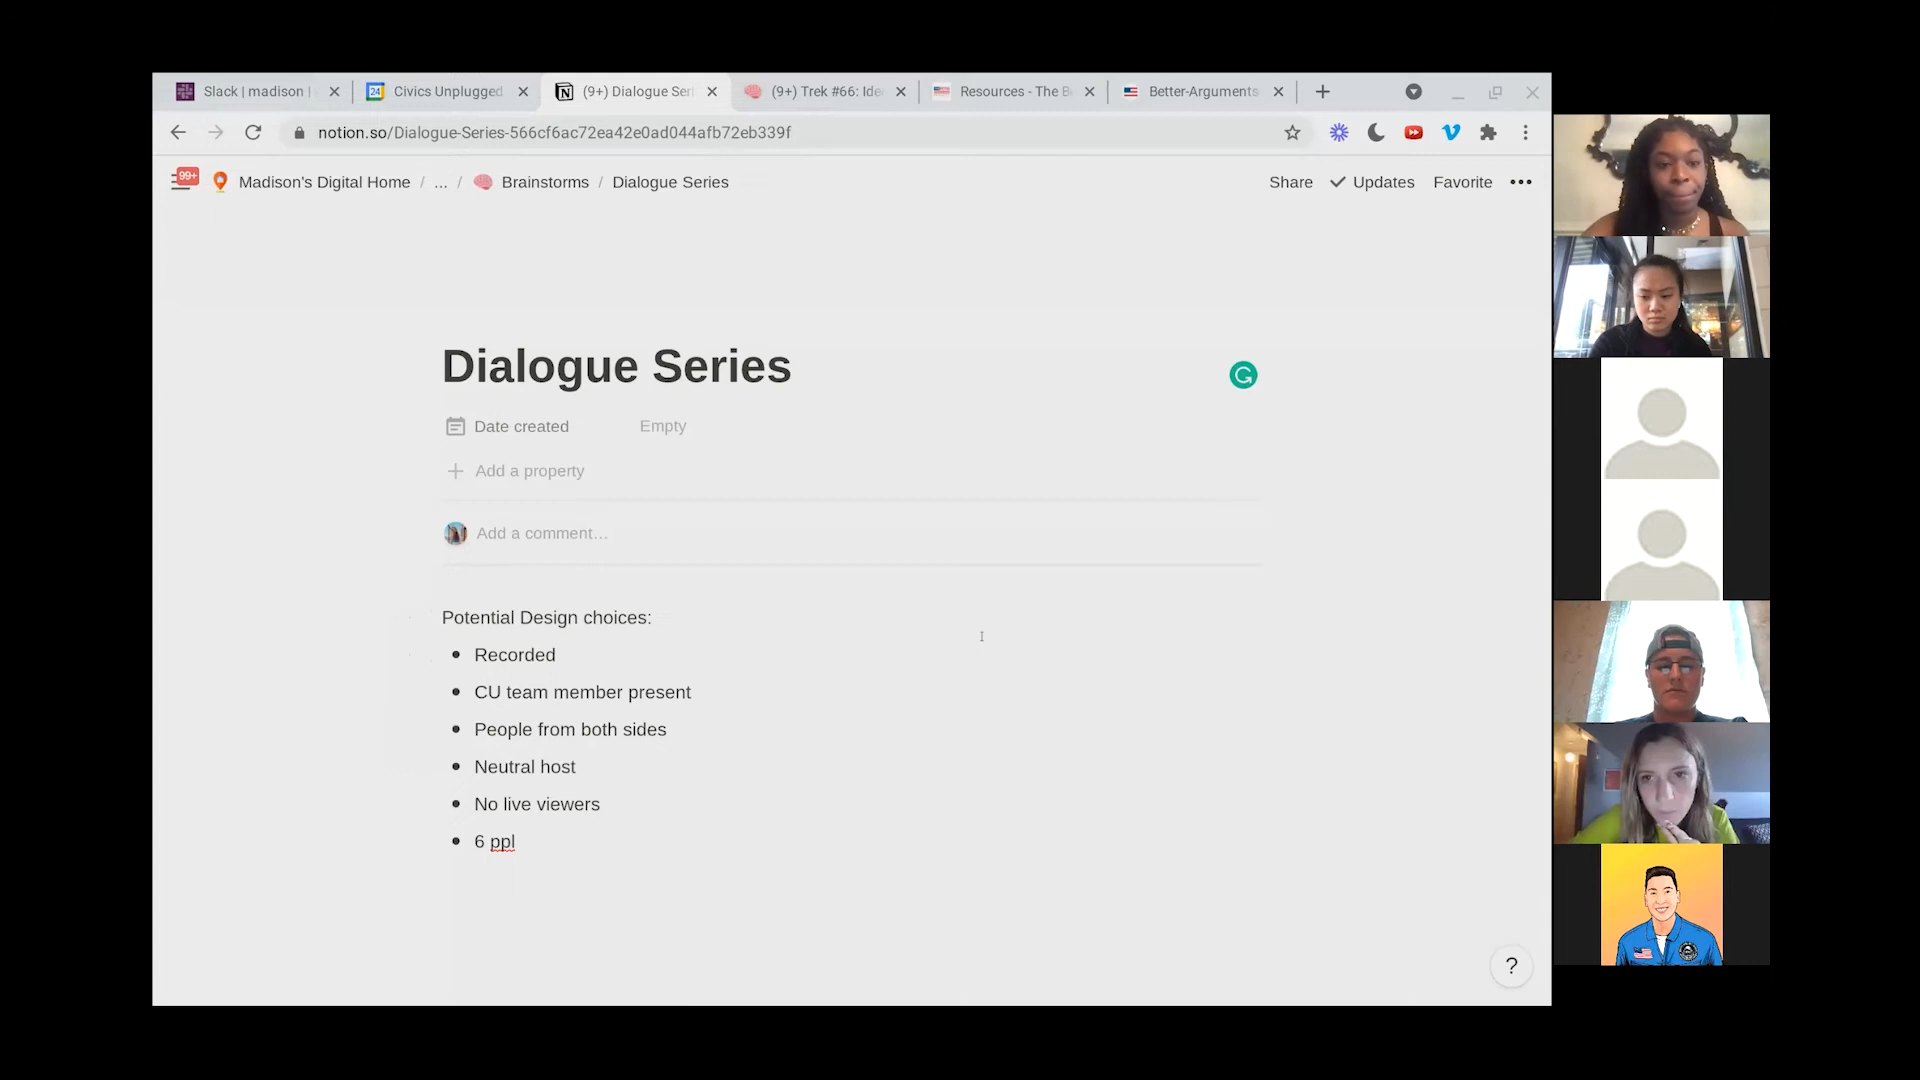 Slack | madison |
24
Civics Unplugged
(9+) Dialogue Seri
(9+) Trek #66: Ide
Resources - The B
Better-Arguments
notion.so/Dialogue-Series-566cf6ac72ea42e0ad044afb72eb339f
99+
Madison's Digital Home / ... / Brainstorms / Dialogue Series
Share
Updates
Favorite
Dialogue Series
Date created
Empty
Add a property
Add a comment...
Potential Design choices:
Recorded
CU team member present
People from both sides
Neutral host
No live viewers
6 ppl
?